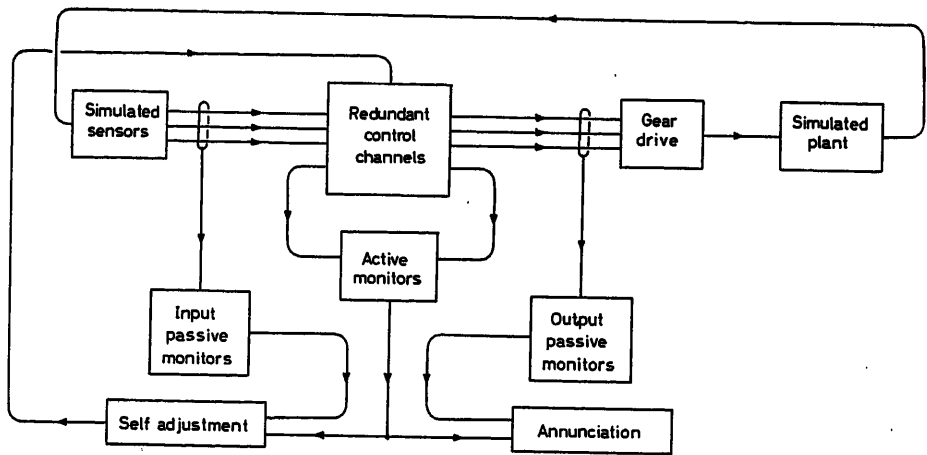 Simulated
sensors
Redundant
control
channels
Gear
drive
Simulated
plant
Active
monitors
Input
passive
monitors
Output
passive
monitors
Self adjustment
Annunciation